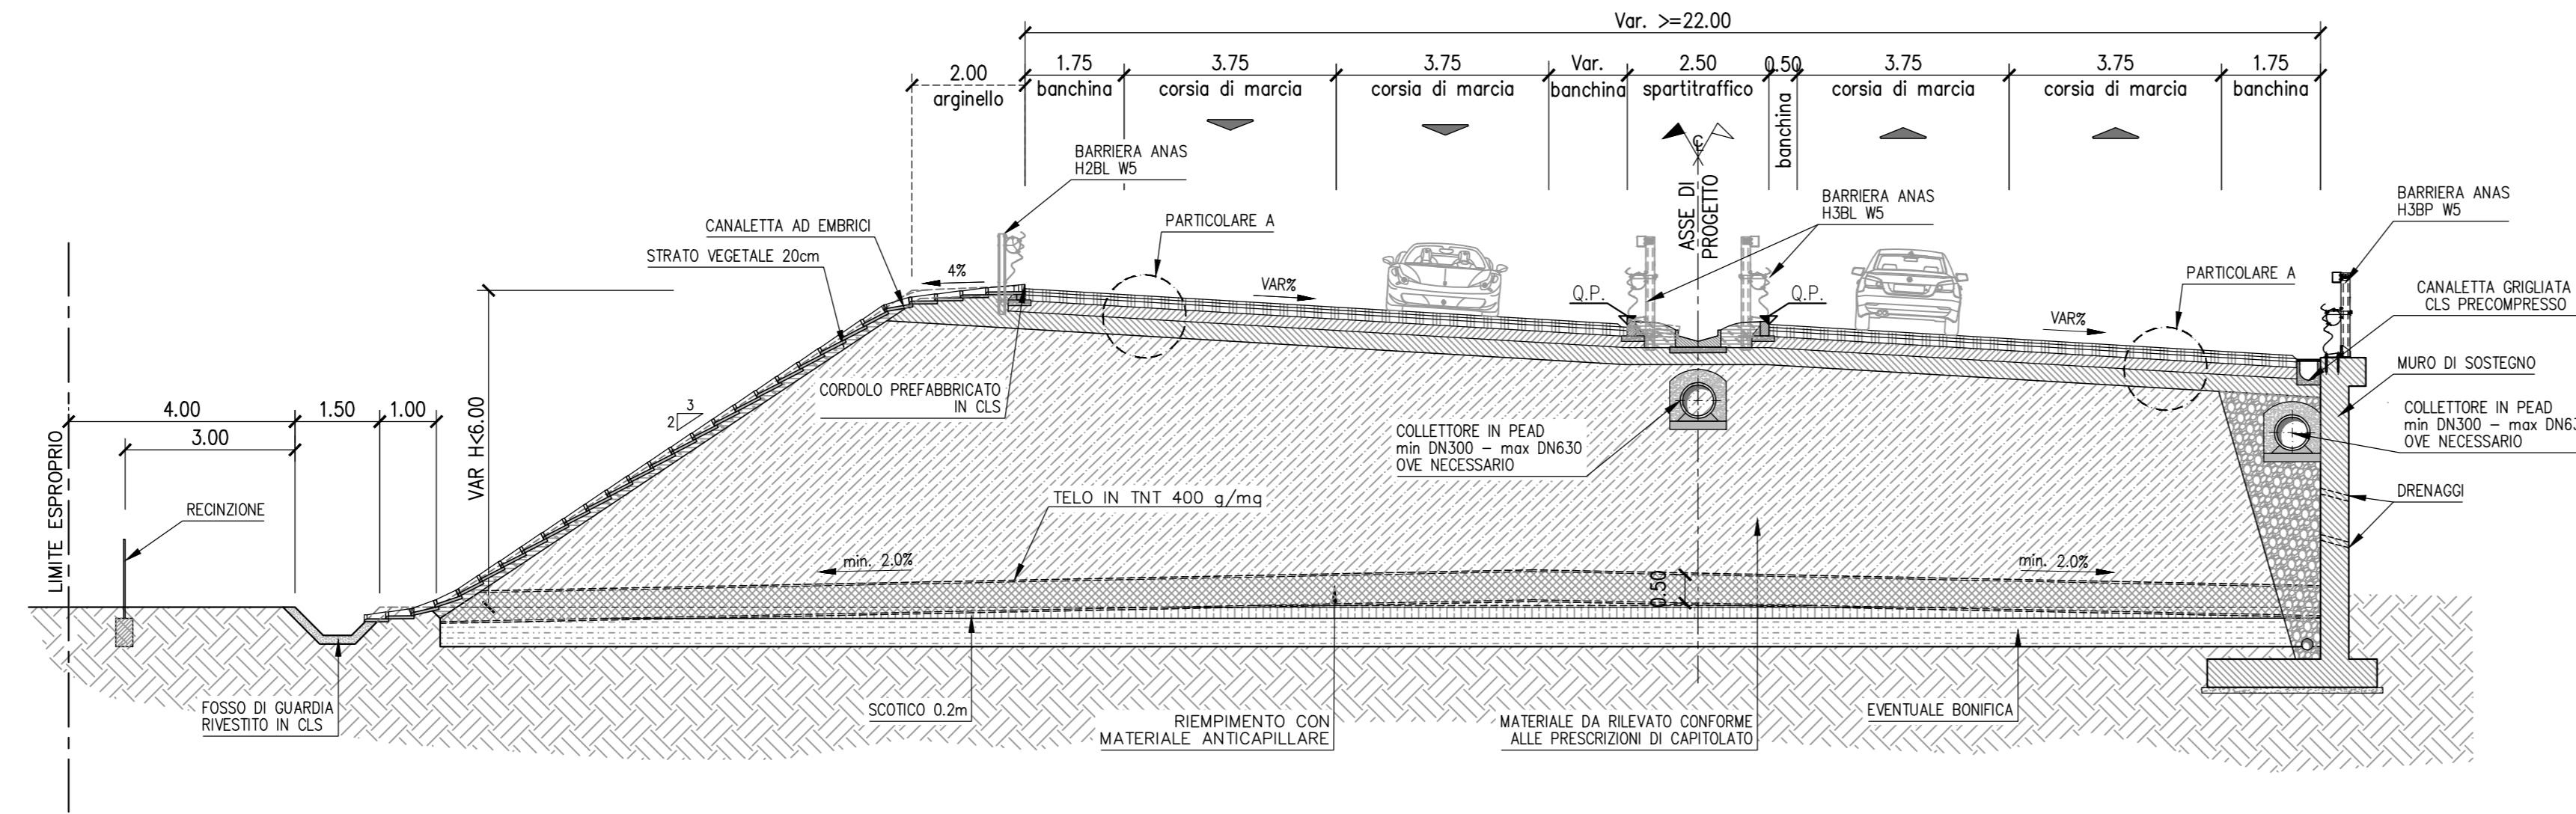 Var. >=22.00
2.00
arginello
1.75
banchina
3.75
corsia di marcia
3.75
corsia di marcia
Var.
banchina
2.50
spartitraffico
0.50
banchina
3.75
corsia di marcia
3.75
corsia di marcia
1.75
banchina
BARRIERA ANAS
H2BL W5
ASSE DI
PROGETTO
BARRIERA ANAS
H3BL W5
BARRIERA ANAS
H3BP W5
CANALETTA AD EMBRICI
STRATO VEGETALE 20cm
PARTICOLARE A
4%
VAR%
Q.P.
Q.P.
VAR%
PARTICOLARE A
CANALETTA GRIGLIATA
CLS PRECOMPRESSO
CORDOLO PREFABBRICATO
IN CLS
3
2
MURO DI SOSTEGNO
4.00
1.50
1.00
3.00
VAR H<6.00
LIMITE ESPROPRIO
RECINZIONE
COLLETTORE IN PEAD
min DN300 – max DN630
OVE NECESSARIO
COLLETTORE IN PEAD
min DN300 – max DN63
OVE NECESSARIO
TELO IN TNT 400 g/mq
DRENAGGI
min. 2.0%
0.50
min. 2.0%
FOSSO DI GUARDIA
RIVESTITO IN CLS
SCOTICO 0.2m
RIEMPIMENTO CON
MATERIALE ANTICAPILLARE
MATERIALE DA RILEVATO CONFORME
ALLE PRESCRIZIONI DI CAPITOLATO
EVENTUALE BONIFICA